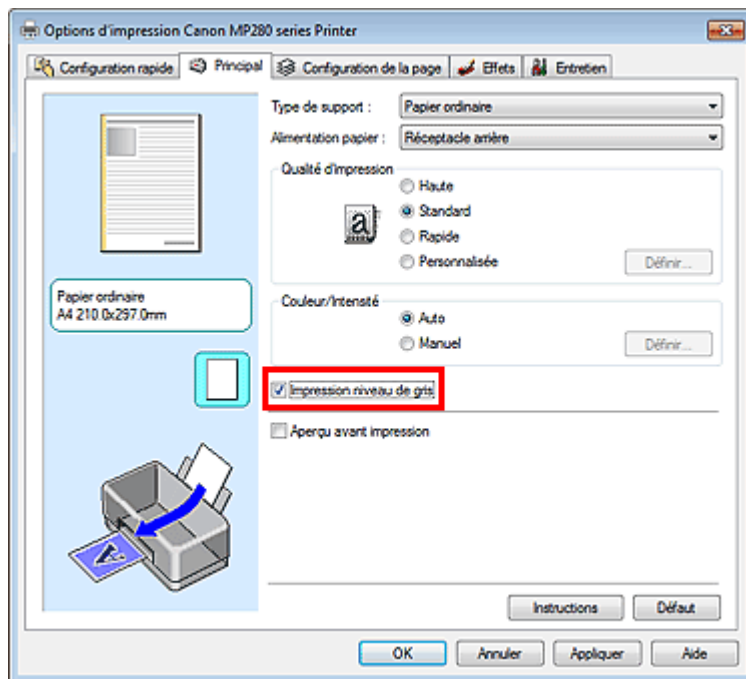 Options d'impression Canon MP280 series Printer
Configuration rapide Principal Configuration de la page Effets Entretien
Type de support : Papier ordinaire
Alimentation papier : Réceptacle arrière
Qualité d'impression
Haute
Standard
Rapide
Personnalisée Définir...
Papier ordinaire
A4 210.0x297.0mm
Couleur/Intensité
Auto
Manuel Définir...
Impression niveau de gris
Aperçu avant impression
Instructions Défaut
OK Annuler Appliquer Aide